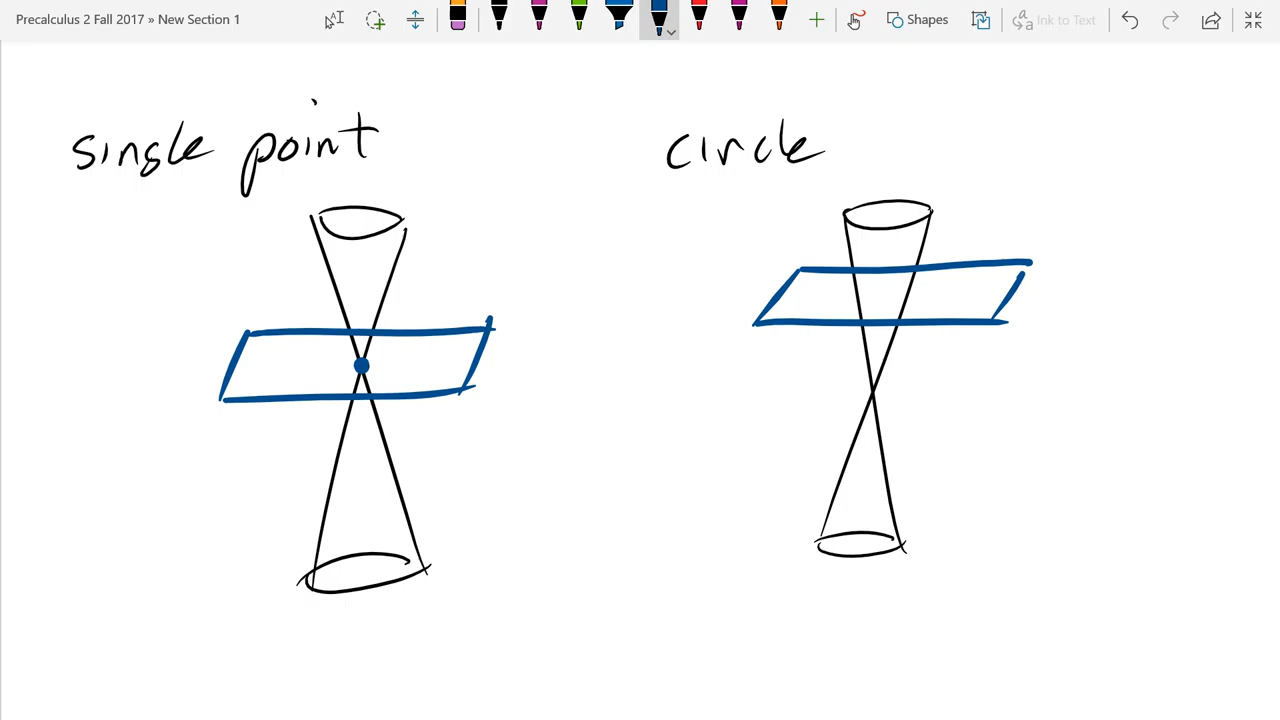 Precalculus 2 Fall 2017 » New Section 1
Shapes
Ink to Text
single point
circle